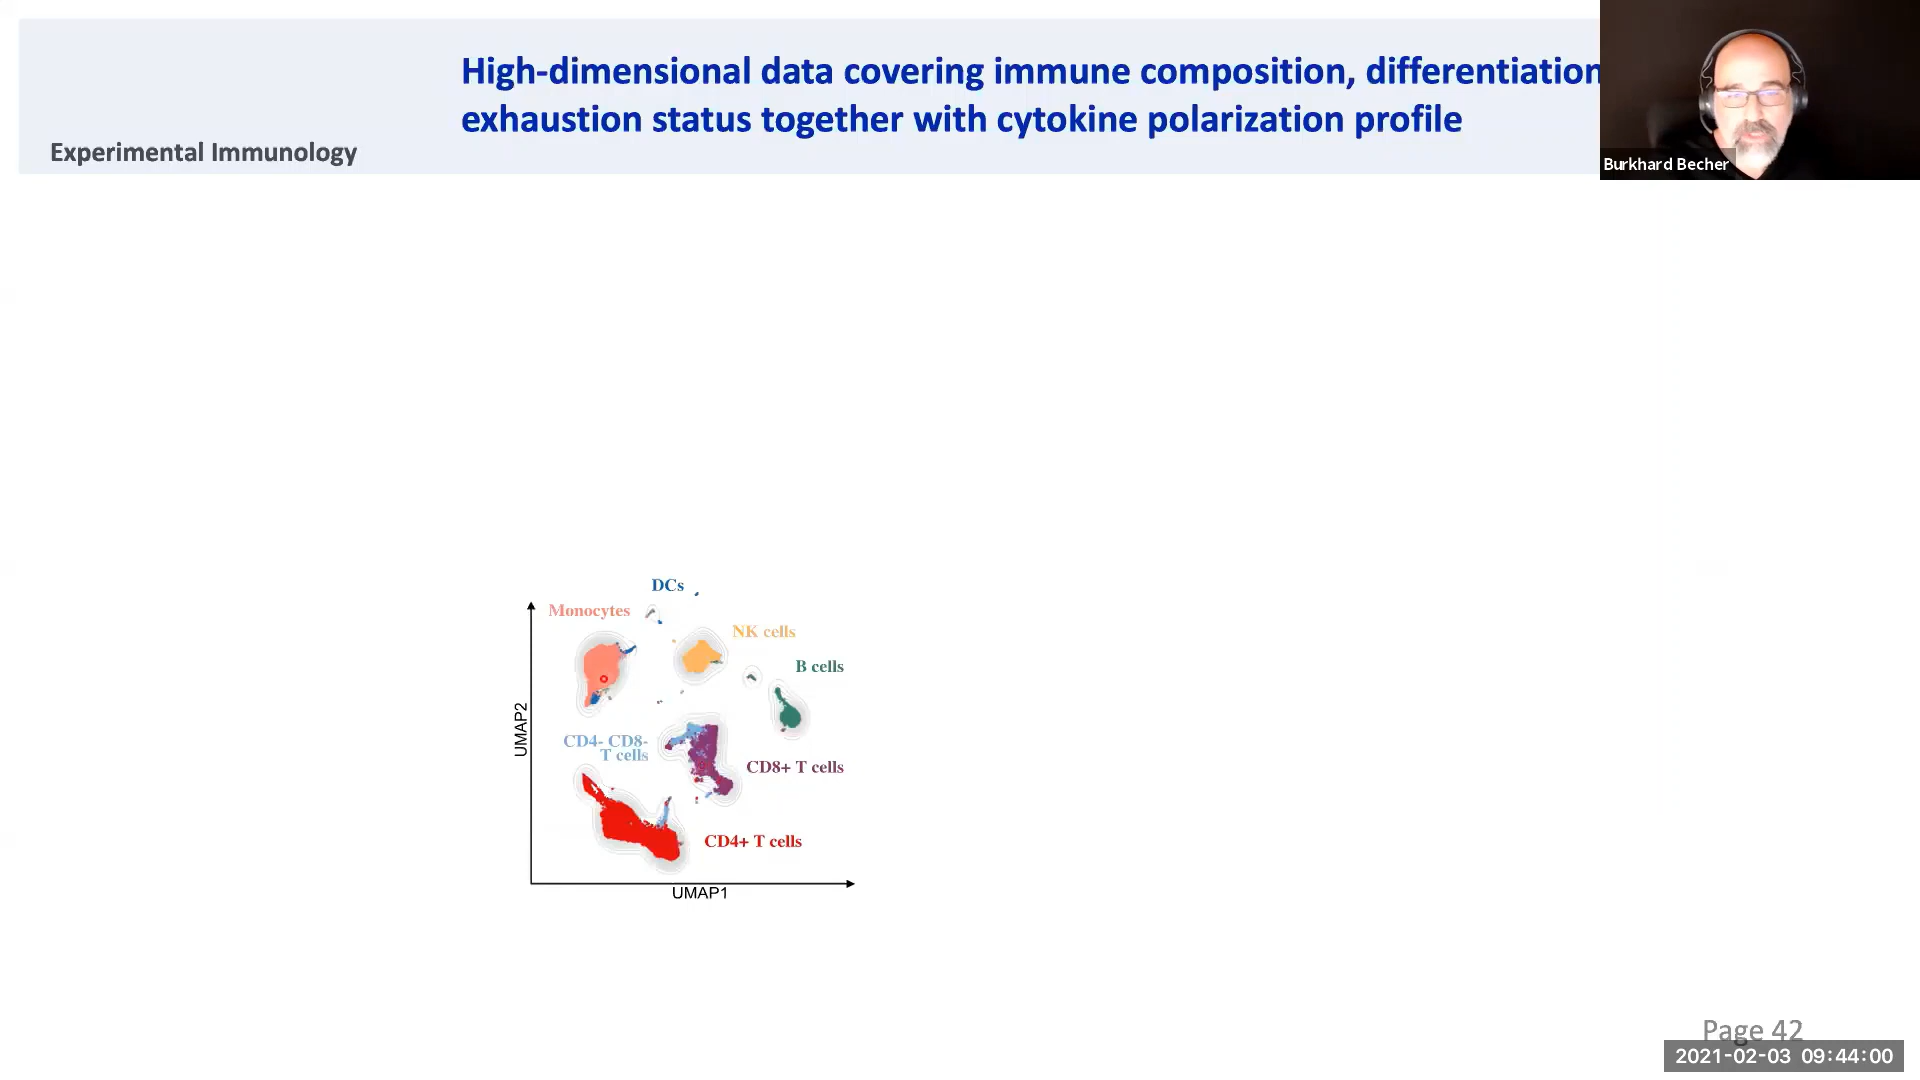 High-dimensional data covering immune composition, differentiation
exhaustion status together with cytokine polarization profile
Experimental Immunology
Burkhard Becher
DCs
Monocytes
NK cells
B cells
CD4- CD8-
T cells
CD8+ T cells
CD4+ T cells
UMAP2
UMAP1
Page 42
2021-02-03 09:44:00